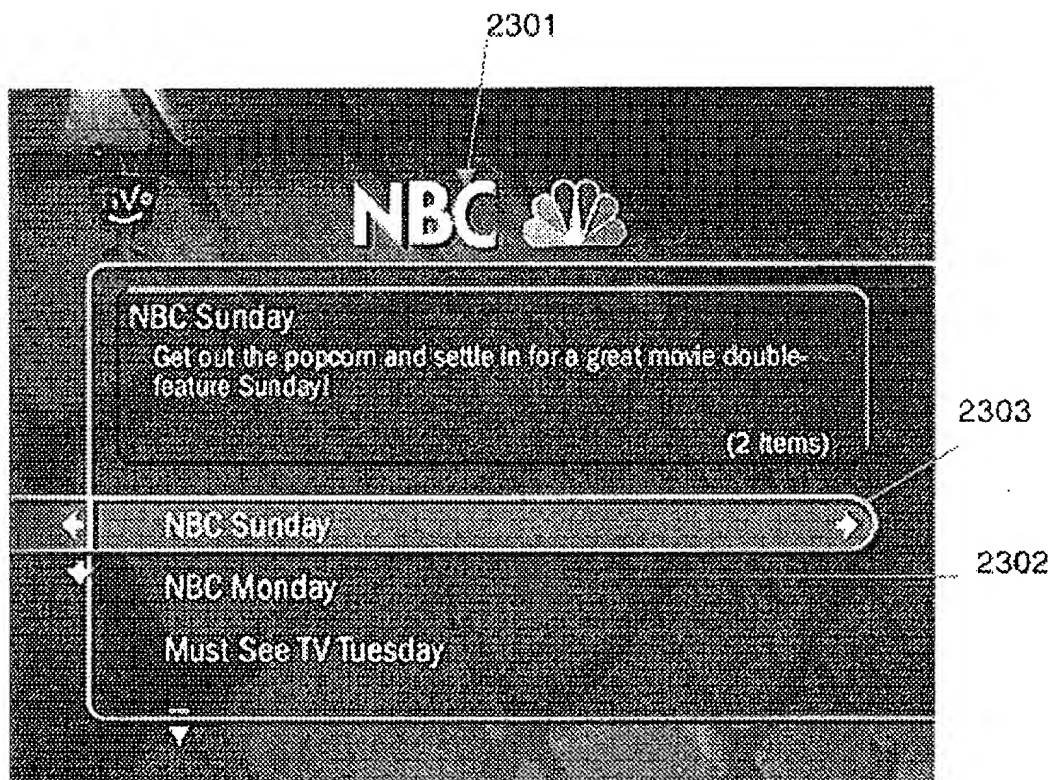 2301
iVo
NBC
NBC Sunday
Get out the popcorn and settle in for a great movie double-
feature Sunday!
(2 items)
2303
NBC Sunday
2302
NBC Monday
Must See TV Tuesday